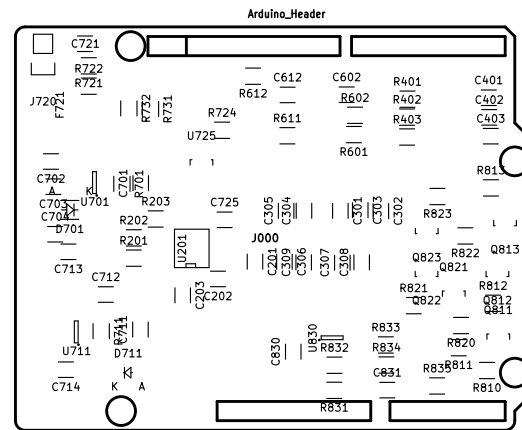 Arduino_Header
C721
R722
R721
J720
F721
R732
R731
R724
U725
R612
C612
R611
C602
R602
R601
R401
R402
R403
C401
C402
C403
C702
A
K
C703
C704
U701
D701
C701
R701
R203
R202
R201
C725
C305
C304
C301
C303
C302
R813
R823
J000
U201
C713
C712
C202
C203
C201
C309
C306
C307
C308
Q823
R822
Q813
Q821
R821
Q822
R812
Q812
Q811
U711
R711
C711
D711
C714
K
A
C830
U830
R833
R832
R834
C831
R831
R820
R811
R835
R810